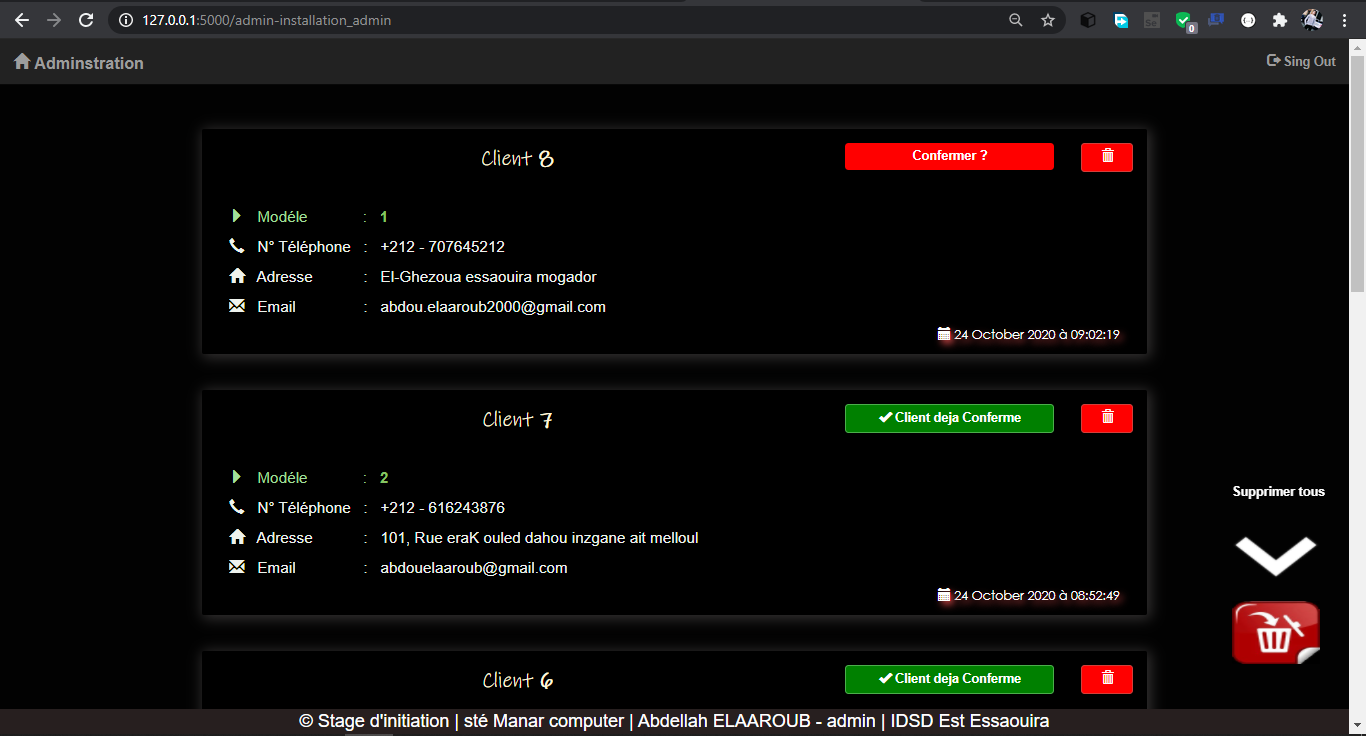 127.0.0.1:5000/admin-installation_admin
0
Adminstration
Sing Out
Client 8
Confermer ?
Modéle : 1
N° Téléphone : +212 - 707645212
Adresse : El-Ghezoua essaouira mogador
Email : abdou.elaaroub2000@gmail.com
24 October 2020 à 09:02:19
Client 7
Client deja Conferme
Modéle : 2
N° Téléphone : +212 - 616243876
Adresse : 101, Rue eraK ouled dahou inzgane ait melloul
Email : abdouelaaroub@gmail.com
24 October 2020 à 08:52:49
Supprimer tous
Client 6
Client deja Conferme
© Stage d'initiation | sté Manar computer | Abdellah ELAAROUB - admin | IDSD Est Essaouira